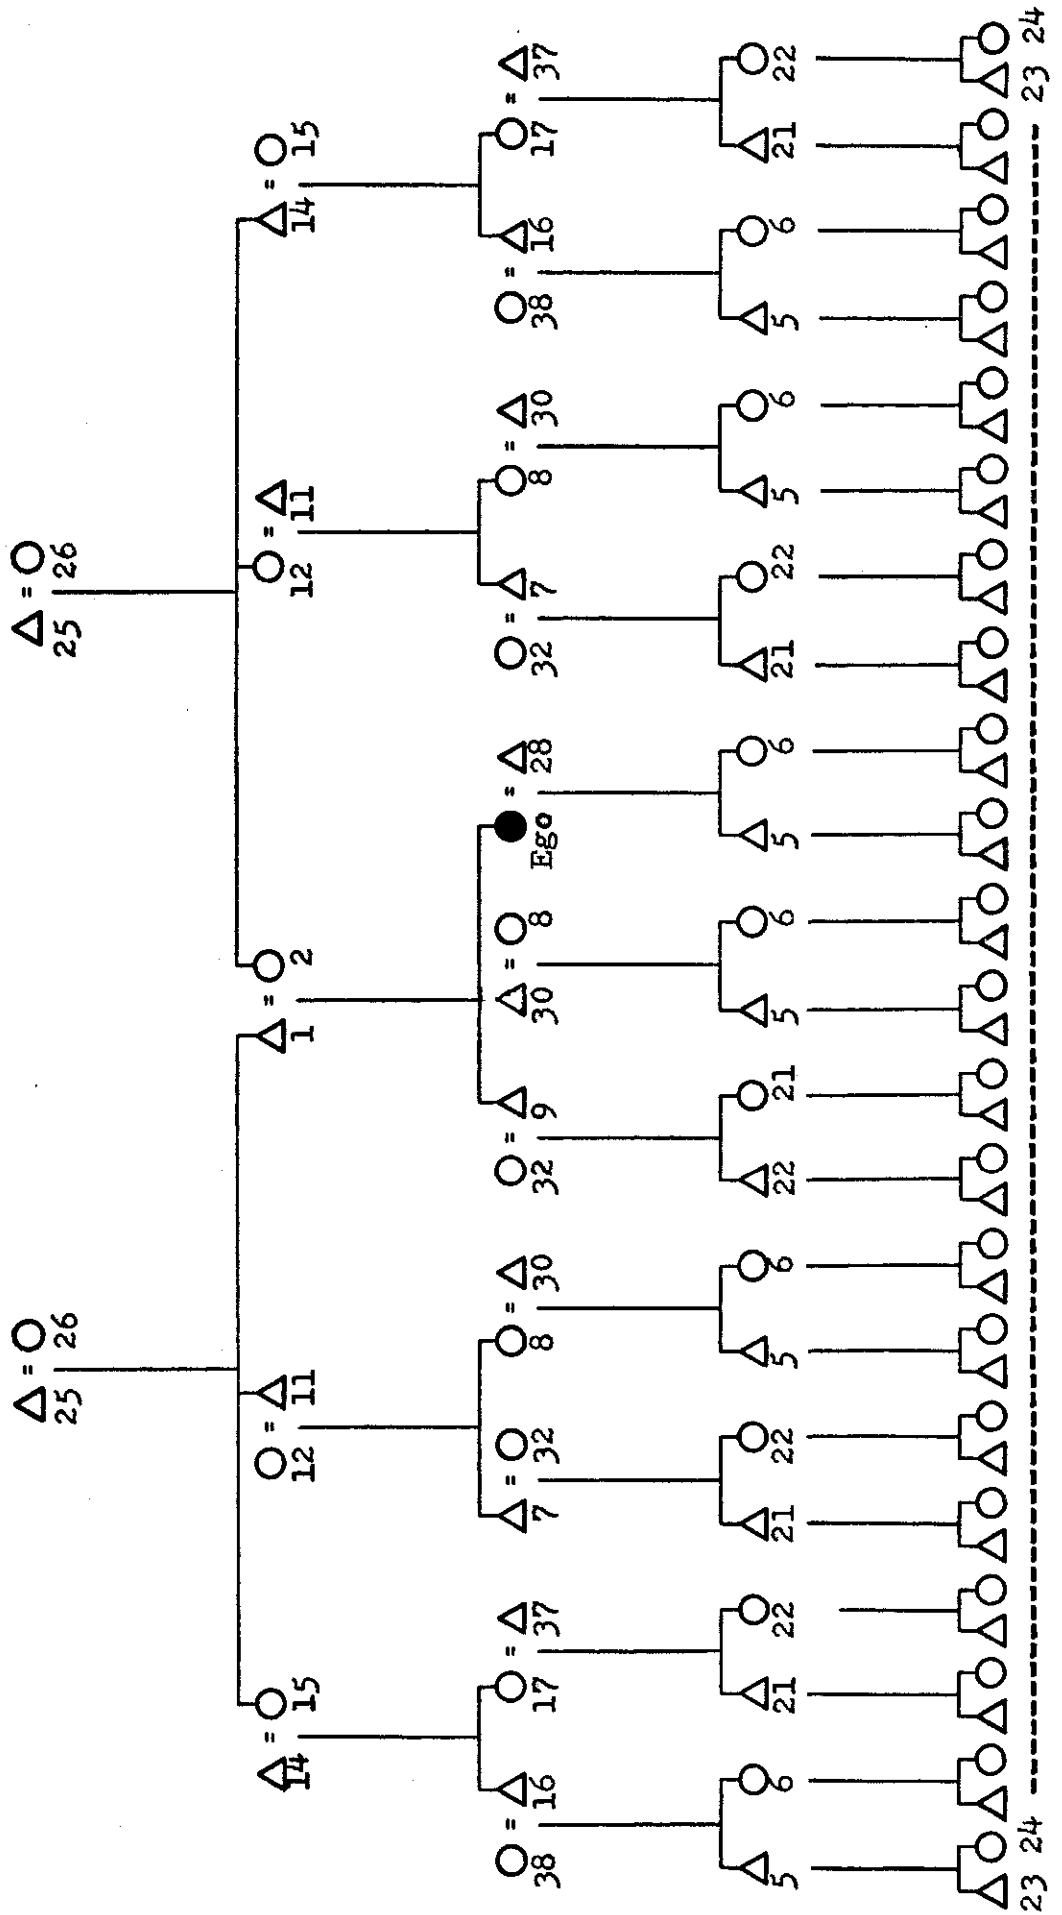 25 = 26 25 = 26
14 = 15 12 = 11 1 = 2 12 = 11 14 = 15
38 = 16 17 = 37 7 = 32 8 = 30 32 = 9 30 = 8 Ego = 28 32 = 7 8 = 30 38 = 16 17 = 37
5 6 21 22 21 22 5 6 22 21 5 6 5 6 21 22 5 6 5 6 21 22
23 24 23 24